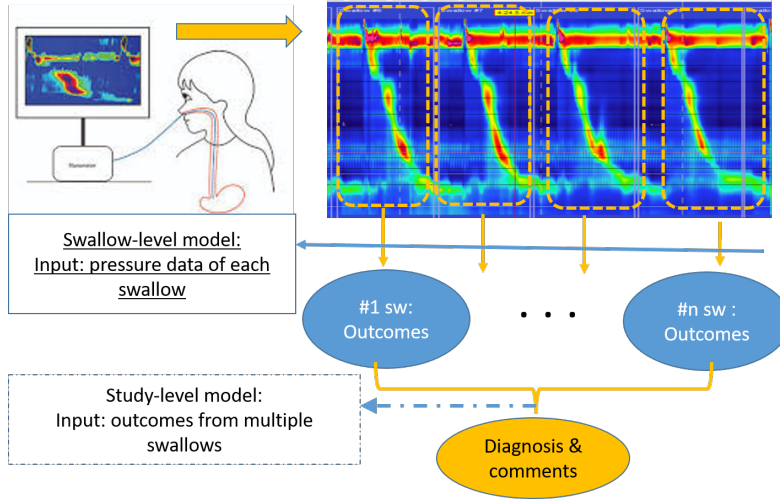 Swallow-level model:
Input: pressure data of each
swallow
#1 sw:
Outcomes
. . .
#n sw :
Outcomes
Study-level model:
Input: outcomes from multiple
swallows
Diagnosis &
comments